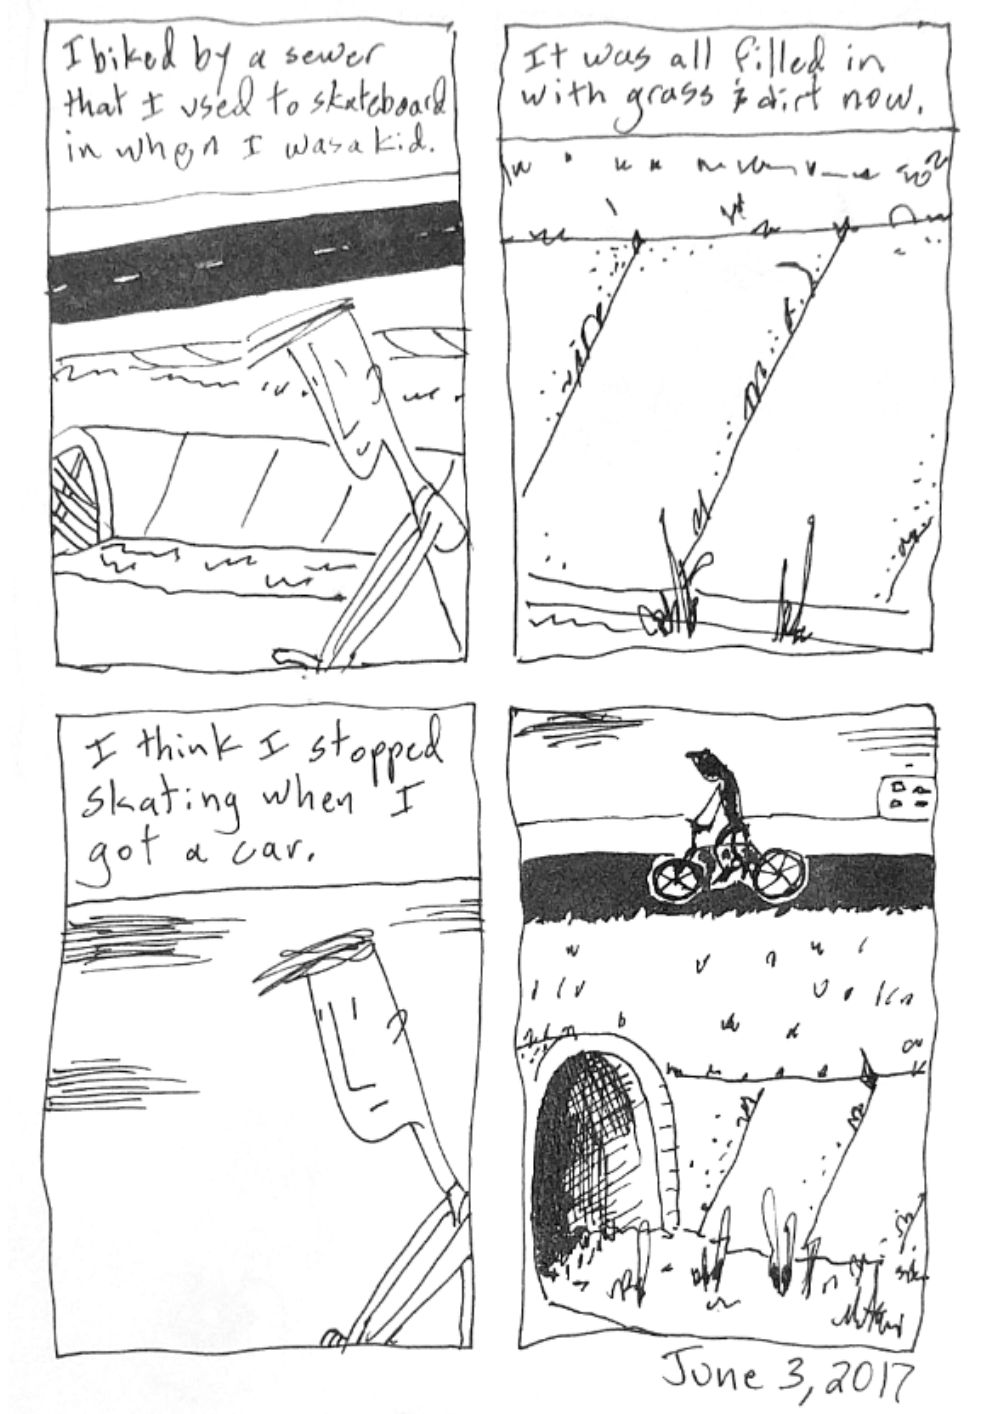 I biked by a sewer
that I used to skateboard
in when I was a kid.
It was all filled in
with grass & dirt now.
I think I stopped
skating when I
got a car.
June 3, 2017